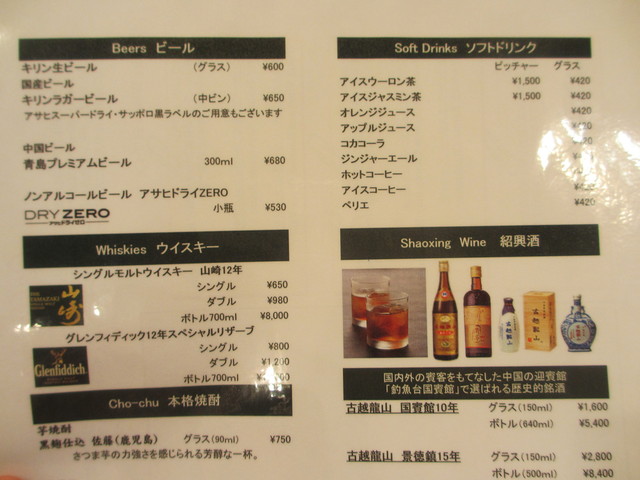 Beers ビール
キリン生ビール (グラス) ¥600
国産ビール
キリンラガービール (中ビン) ¥650
アサヒスーパードライ・サッポロ黒ラベルのご用意もございます
中国ビール
青島プレミアムビール 300ml ¥680
ノンアルコールビール アサヒドライZERO
小瓶 ¥530
DRY ZERO
アサヒドライゼロ
Whiskies ウイスキー
シングルモルトウイスキー 山崎12年
シングル ¥650
ダブル ¥980
ボトル700ml ¥8,000
山崎
グレンフィディック12年スペシャルリザーブ
シングル ¥800
ダブル
ボトル700ml
Glenfiddich.
Cho-chu 本格焼酎
芋焼酎
黒麹仕込 佐藤(鹿児島) グラス(90ml) ¥750
さつま芋の力強さを感じられる芳醇な一杯。
Soft Drinks ソフトドリンク
ピッチャー グラス
アイスウーロン茶 ¥1,500 ¥420
アイスジャスミン茶 ¥1,500 ¥420
オレンジジュース ¥420
アップルジュース ¥420
コカコーラ ¥420
ジンジャーエール ¥420
ホットコーヒー ¥420
アイスコーヒー ¥420
ペリエ ¥420
Shaoxing Wine 紹興酒
古越龍山
国内外の賓客をもてなした中国の迎賓館
「釣魚台国賓館」で選ばれる歴史的銘酒
古越龍山 国賓館10年 グラス(150ml) ¥1,600
ボトル(640ml) ¥5,400
古越龍山 景徳鎮15年 グラス(150ml) ¥2,800
ボトル(500ml) ¥8,400